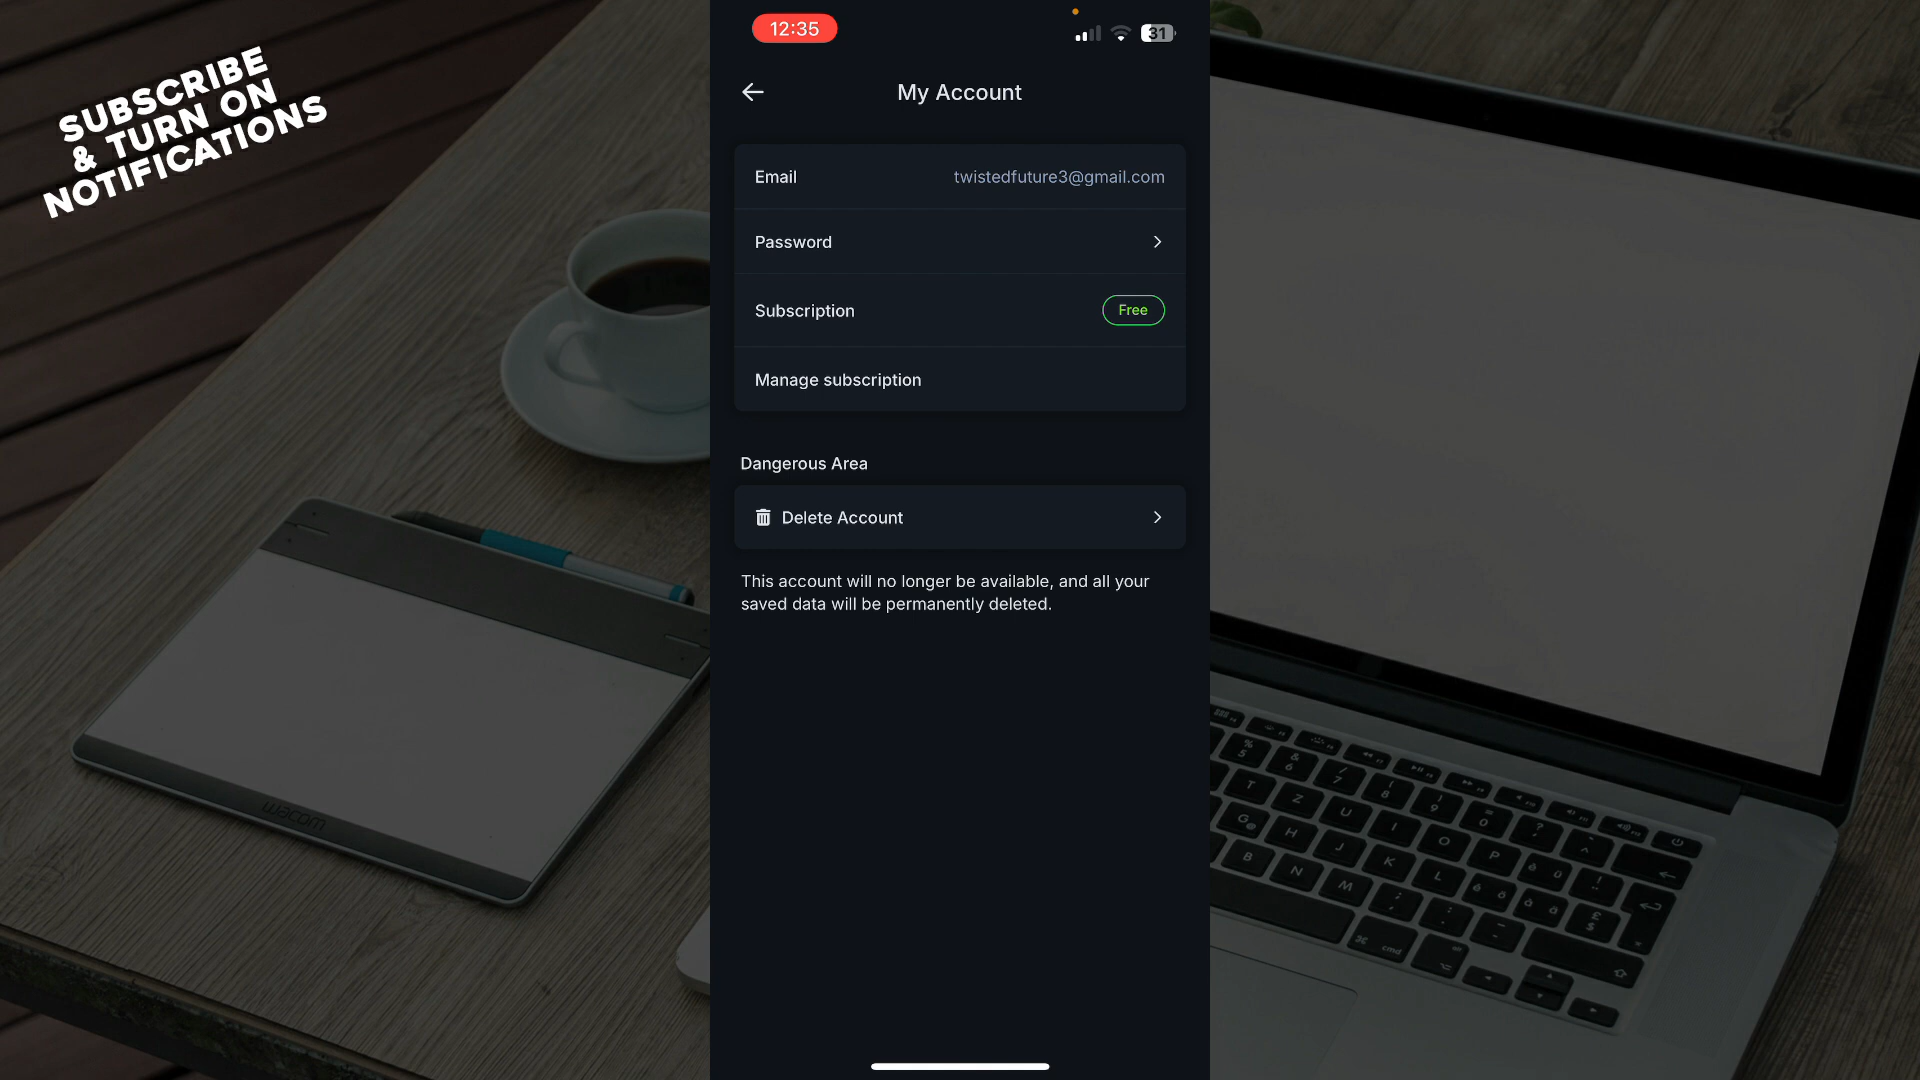 SUBSCRIBE
& TURN ON
NOTIFICATIONS
12:35
31
My Account
Email
twistedfuture3@gmail.com
Password
Subscription
Free
Manage subscription
Dangerous Area
Delete Account
This account will no longer be available, and all your
saved data will be permanently deleted.
wacom
T Z U I O P
G H J K L
B N M
cmd